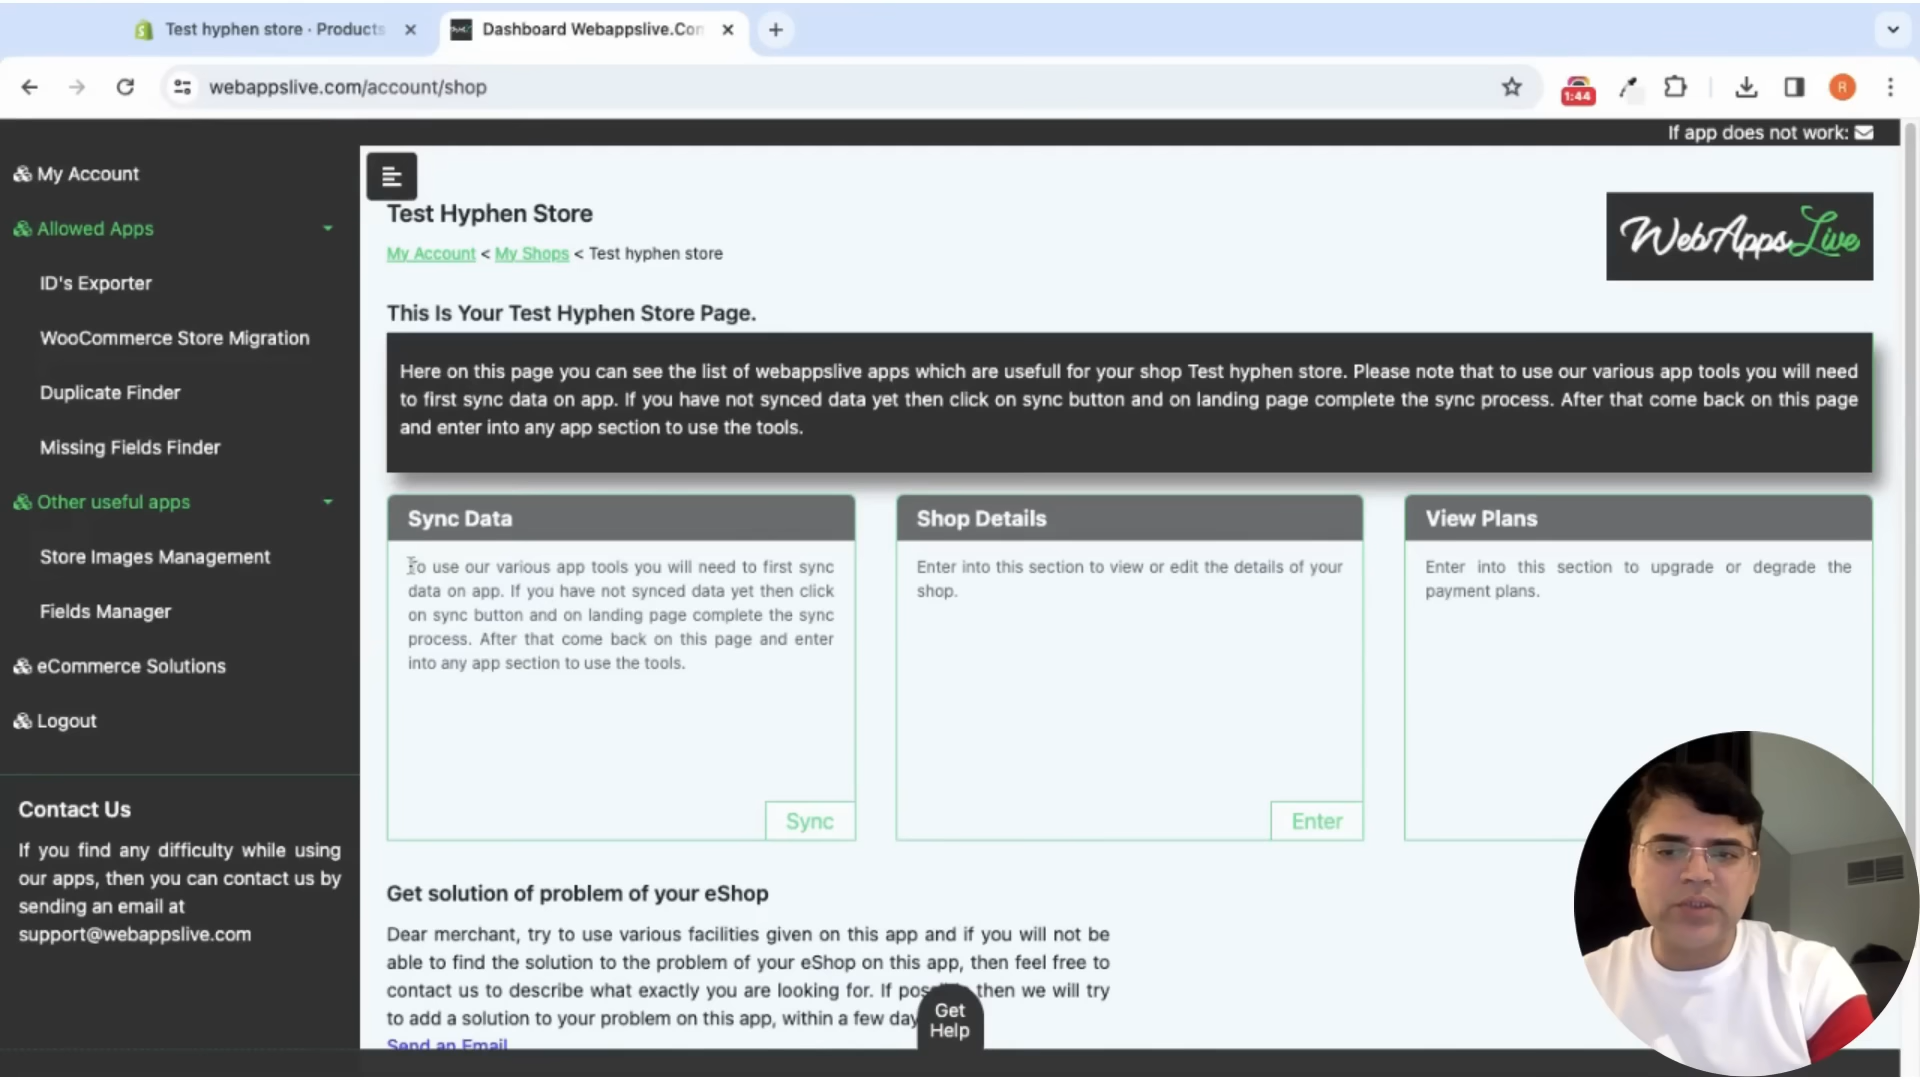 Test hyphen store · Products
Dashboard Webappslive.Con
webappslive.com/account/shop
1:44
R
If app does not work:
My Account
Allowed Apps
ID's Exporter
WooCommerce Store Migration
Duplicate Finder
Missing Fields Finder
Other useful apps
Store Images Management
Fields Manager
eCommerce Solutions
Logout
Contact Us
If you find any difficulty while using
our apps, then you can contact us by
sending an email at
support@webappslive.com
Test Hyphen Store
My Account < My Shops < Test hyphen store
WebAppsLive
This Is Your Test Hyphen Store Page.
Here on this page you can see the list of webappslive apps which are usefull for your shop Test hyphen store. Please note that to use our various app tools you will need
to first sync data on app. If you have not synced data yet then click on sync button and on landing page complete the sync process. After that come back on this page
and enter into any app section to use the tools.
Sync Data
To use our various app tools you will need to first sync
data on app. If you have not synced data yet then click
on sync button and on landing page complete the sync
process. After that come back on this page and enter
into any app section to use the tools.
Sync
Shop Details
Enter into this section to view or edit the details of your
shop.
Enter
View Plans
Enter into this section to upgrade or degrade the
payment plans.
Get solution of problem of your eShop
Dear merchant, try to use various facilities given on this app and if you will not be
able to find the solution to the problem of your eShop on this app, then feel free to
contact us to describe what exactly you are looking for. If then we will try
to add a solution to your problem on this app, within a few
Send an Email
Get
Help